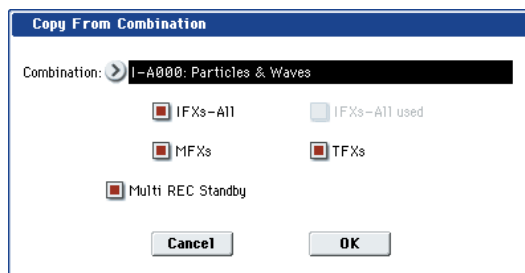 Copy From Combination
Combination: I-A000: Particles & Waves
IFXs-All IFXs-All used
MFXs TFXs
Multi REC Standby
Cancel OK